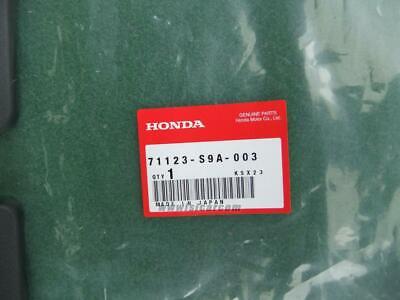 GENUINE PARTS
Honda Motor Co., Ltd.
HONDA
71123-S9A-003
QTY 1 KSX23
MADE IN JAPAN